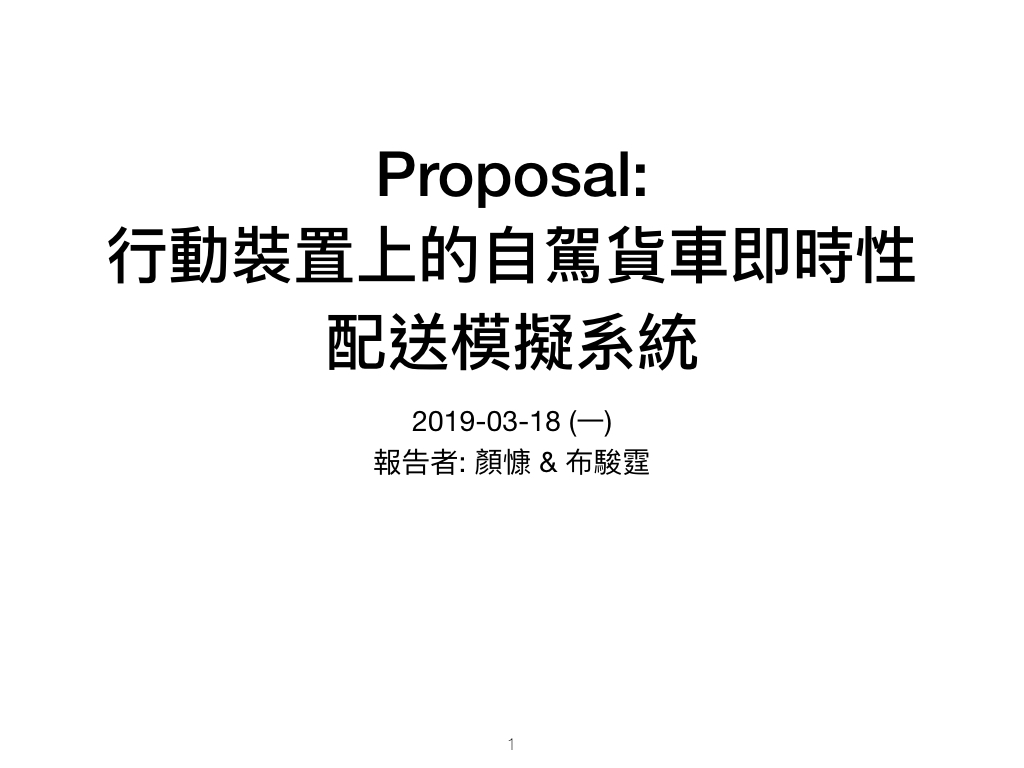 Proposal:
行動裝置上的自駕貨車即時性
配送模擬系統
2019-03-18 (一)
報告者: 顏慷 & 布駿霆
1